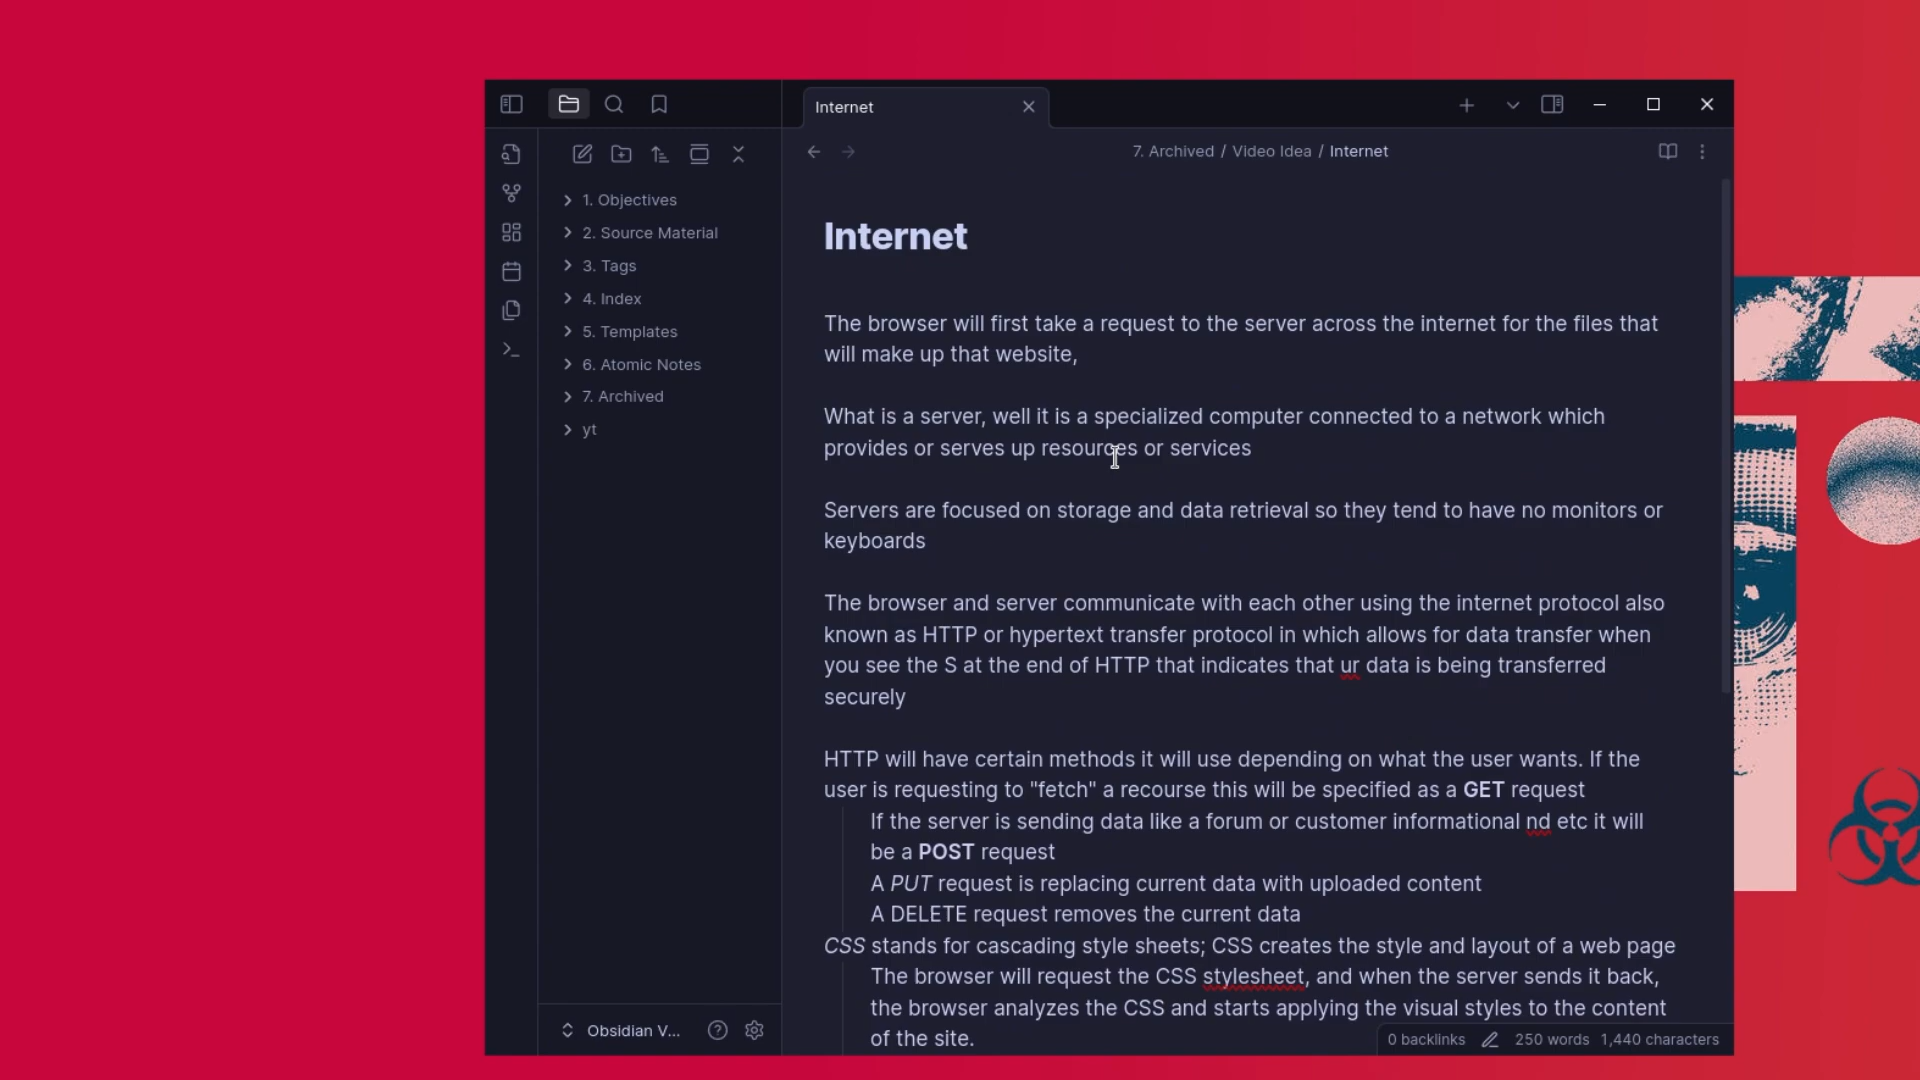 Internet
7. Archived / Video Idea / Internet
1. Objectives
2. Source Material
3. Tags
4. Index
5. Templates
6. Atomic Notes
7. Archived
yt
Obsidian V...
Internet
The browser will first take a request to the server across the internet for the files that
will make up that website,
What is a server, well it is a specialized computer connected to a network which
provides or serves up resources or services
Servers are focused on storage and data retrieval so they tend to have no monitors or
keyboards
The browser and server communicate with each other using the internet protocol also
known as HTTP or hypertext transfer protocol in which allows for data transfer when
you see the S at the end of HTTP that indicates that ur data is being transferred
securely
HTTP will have certain methods it will use depending on what the user wants. If the
user is requesting to "fetch" a recourse this will be specified as a GET request
If the server is sending data like a forum or customer informational nd etc it will
be a POST request
A PUT request is replacing current data with uploaded content
A DELETE request removes the current data
CSS stands for cascading style sheets; CSS creates the style and layout of a web page
The browser will request the CSS stylesheet, and when the server sends it back,
the browser analyzes the CSS and starts applying the visual styles to the content
of the site.
0 backlinks 250 words 1,440 characters